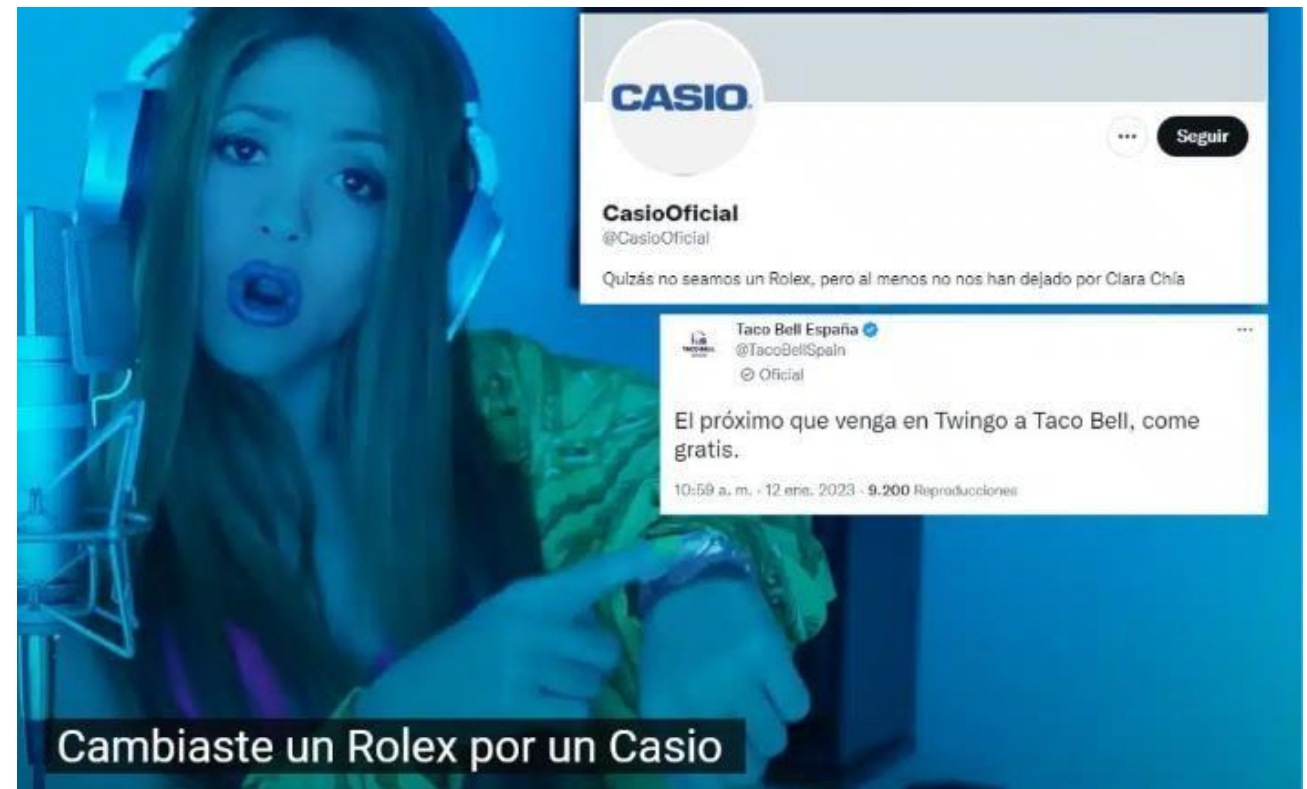 CASIO
Seguir
CasioOficial
@CasioOficial
Quizás no seamos un Rolex, pero al menos no nos han dejado por Clara Chía
Taco Bell España
TACO BELL
@TacoBellSpain
Oficial
El próximo que venga en Twingo a Taco Bell, come
gratis.
10:59 a. m. · 12 ene. 2023 · 9.200 Reproducciones
Cambiaste un Rolex por un Casio